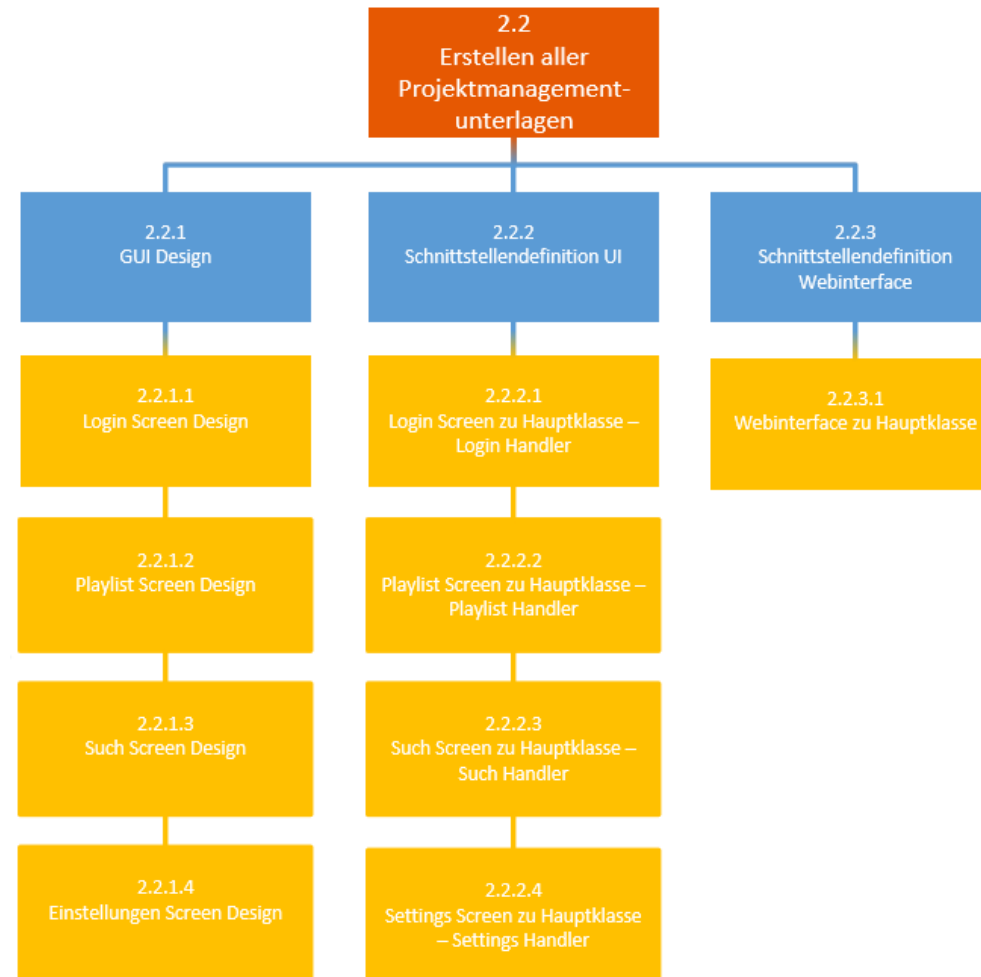 2.2
Erstellen aller
Projektmanagement-
unterlagen
2.2.1
GUI Design
2.2.2
Schnittstellendefinition UI
2.2.3
Schnittstellendefinition
Webinterface
2.2.1.1
Login Screen Design
2.2.2.1
Login Screen zu Hauptklasse –
Login Handler
2.2.3.1
Webinterface zu Hauptklasse
2.2.1.2
Playlist Screen Design
2.2.2.2
Playlist Screen zu Hauptklasse –
Playlist Handler
2.2.1.3
Such Screen Design
2.2.2.3
Such Screen zu Hauptklasse –
Such Handler
2.2.1.4
Einstellungen Screen Design
2.2.2.4
Settings Screen zu Hauptklasse
– Settings Handler